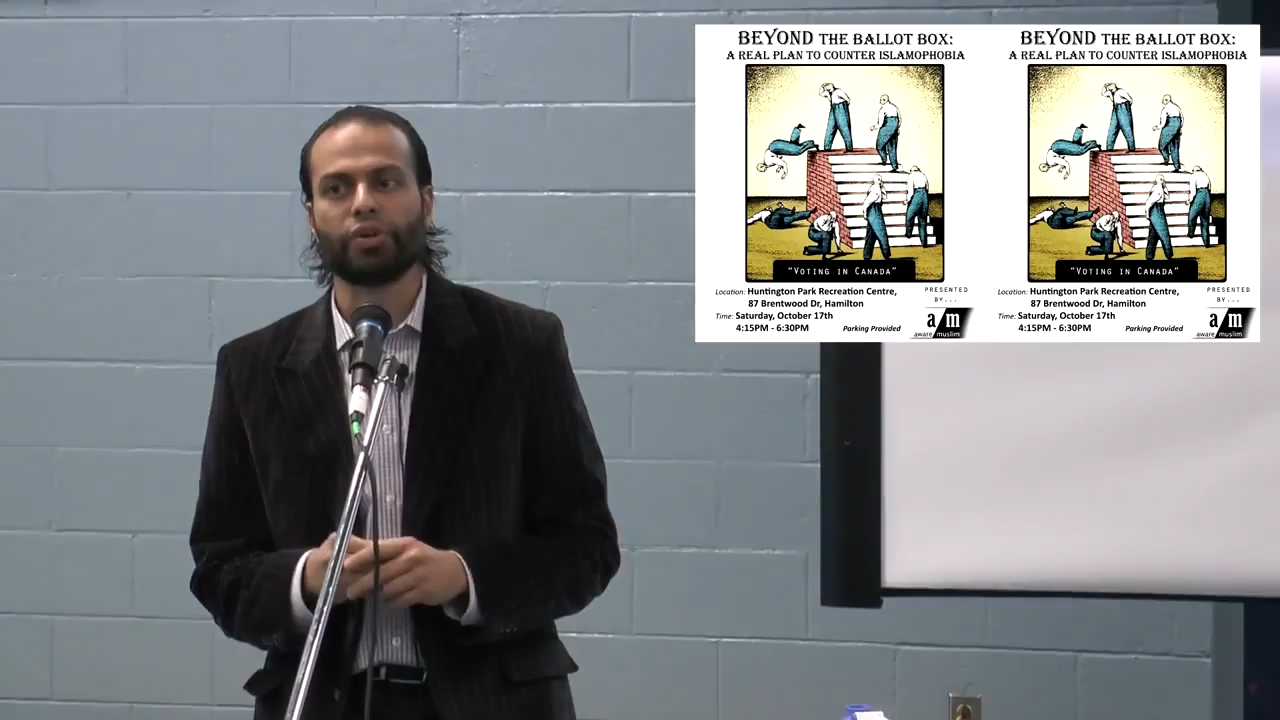 BEYOND THE BALLOT BOX:
A REAL PLAN TO COUNTER ISLAMOPHOBIA
"VOTING IN CANADA"
Location: Huntington Park Recreation Centre,
87 Brentwood Dr, Hamilton
Time: Saturday, October 17th
4:15PM - 6:30PM
Parking Provided
PRESENTED
BY...
a/m
aware muslim
BEYOND THE BALLOT BOX:
A REAL PLAN TO COUNTER ISLAMOPHOBIA
"VOTING IN CANADA"
Location: Huntington Park Recreation Centre,
87 Brentwood Dr, Hamilton
Time: Saturday, October 17th
4:15PM - 6:30PM
Parking Provided
PRESENTED
BY...
a/m
aware muslim